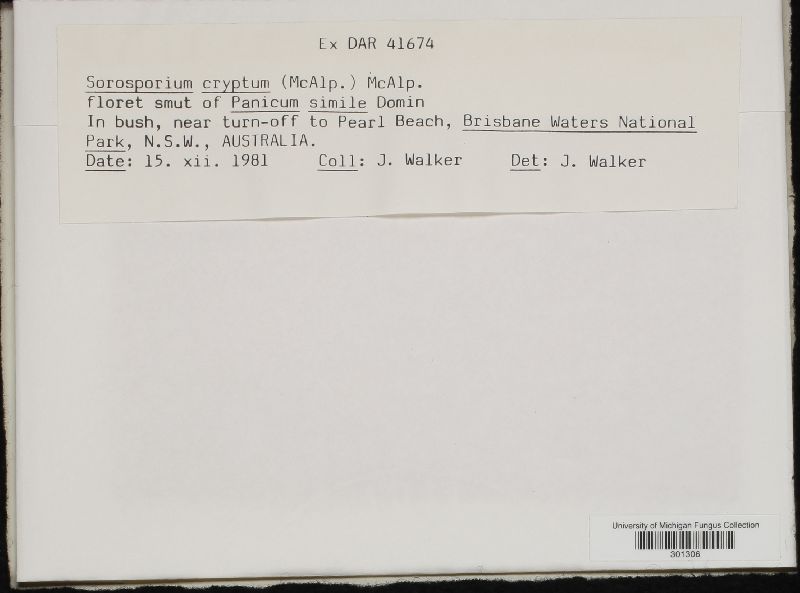 Ex DAR 41674
Sorosporium cryptum (McAlp.) McAlp.
floret smut of Panicum simile Domin
In bush, near turn-off to Pearl Beach, Brisbane Waters National
Park, N.S.W., AUSTRALIA.
Date: 15. xii. 1981 Coll: J. Walker Det: J. Walker
University of Michigan Fungus Collection
301306